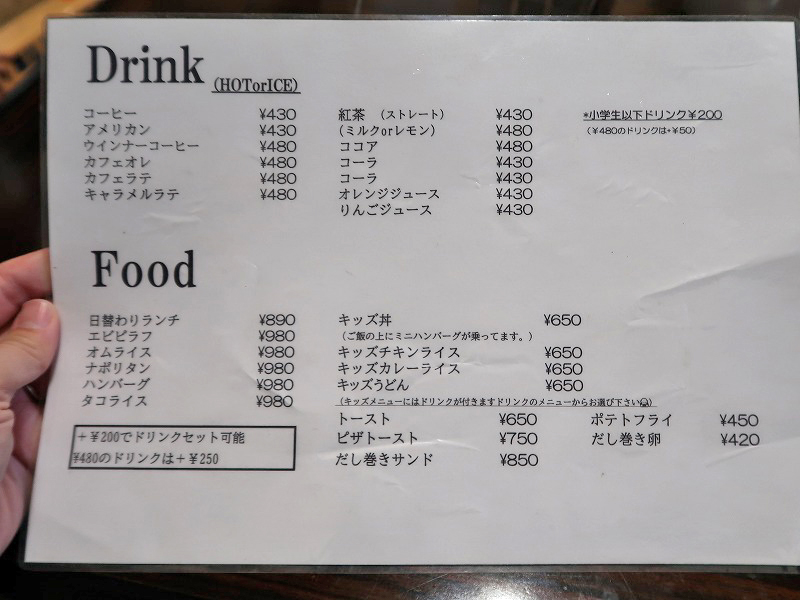 Drink (HOTorICE)
コーヒー ¥430
アメリカン ¥430
ウインナーコーヒー ¥480
カフェオレ ¥480
カフェラテ ¥480
キャラメルラテ ¥480
紅茶 (ストレート) ¥430
(ミルクorレモン) ¥480
ココア ¥480
コーラ ¥430
コーラ ¥430
オレンジジュース ¥430
りんごジュース ¥430
*小学生以下ドリンク¥200
(¥480のドリンクは+¥50)
Food
日替わりランチ ¥890
エビピラフ ¥980
オムライス ¥980
ナポリタン ¥980
ハンバーグ ¥980
タコライス ¥980
+¥200でドリンクセット可能
¥480のドリンクは+¥250
キッズ丼 ¥650
(ご飯の上にミニハンバーグが乗ってます。)
キッズチキンライス ¥650
キッズカレーライス ¥650
キッズうどん ¥650
(キッズメニューにはドリンクが付きますドリンクのメニューからお選び下さい)
トースト ¥650
ピザトースト ¥750
だし巻きサンド ¥850
ポテトフライ ¥450
だし巻き卵 ¥420